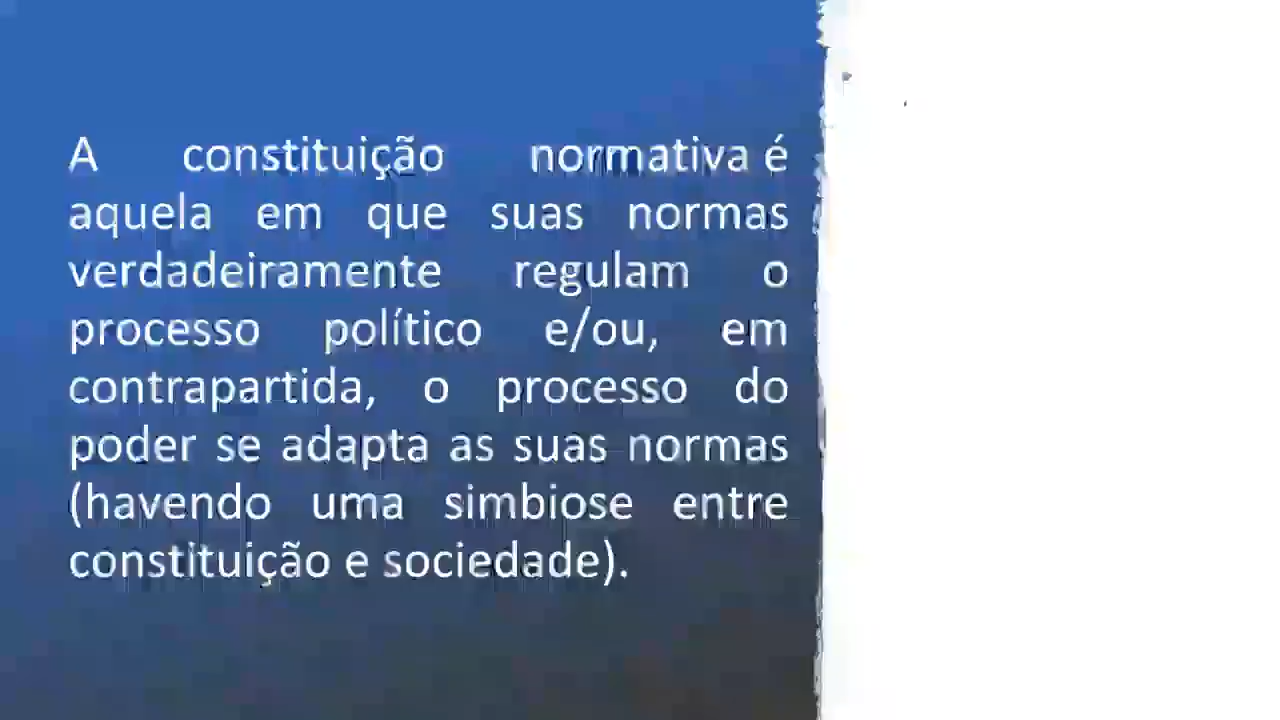 A constituição normativa é
aquela em que suas normas
verdadeiramente regulam o
processo político e/ou, em
contrapartida, o processo do
poder se adapta as suas normas
(havendo uma simbiose entre
constituição e sociedade).